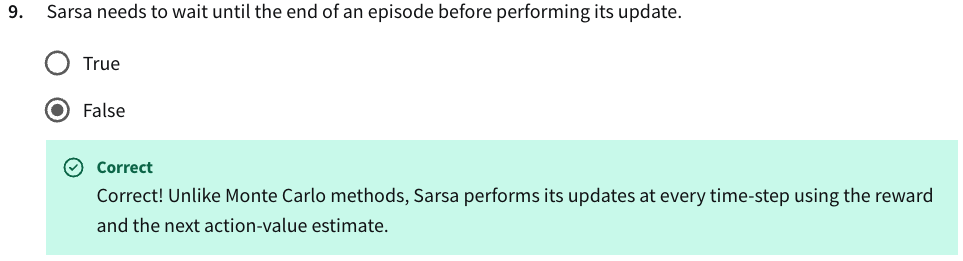 9. Sarsa needs to wait until the end of an episode before performing its update.
True
False
Correct
Correct! Unlike Monte Carlo methods, Sarsa performs its updates at every time-step using the reward
and the next action-value estimate.